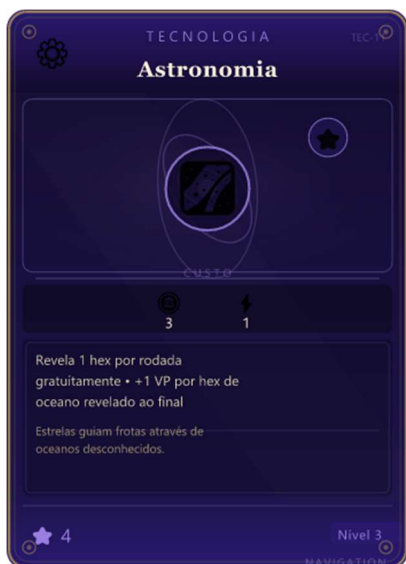 TECNOLOGIA
Astronomia
CUSTO
3 1
Revela 1 hex por rodada
gratuitamente • +1 VP por hex de
oceano revelado ao final
Estrelas guiam frotas através de
oceanos desconhecidos.
4 Nível 3
NAVIGATION